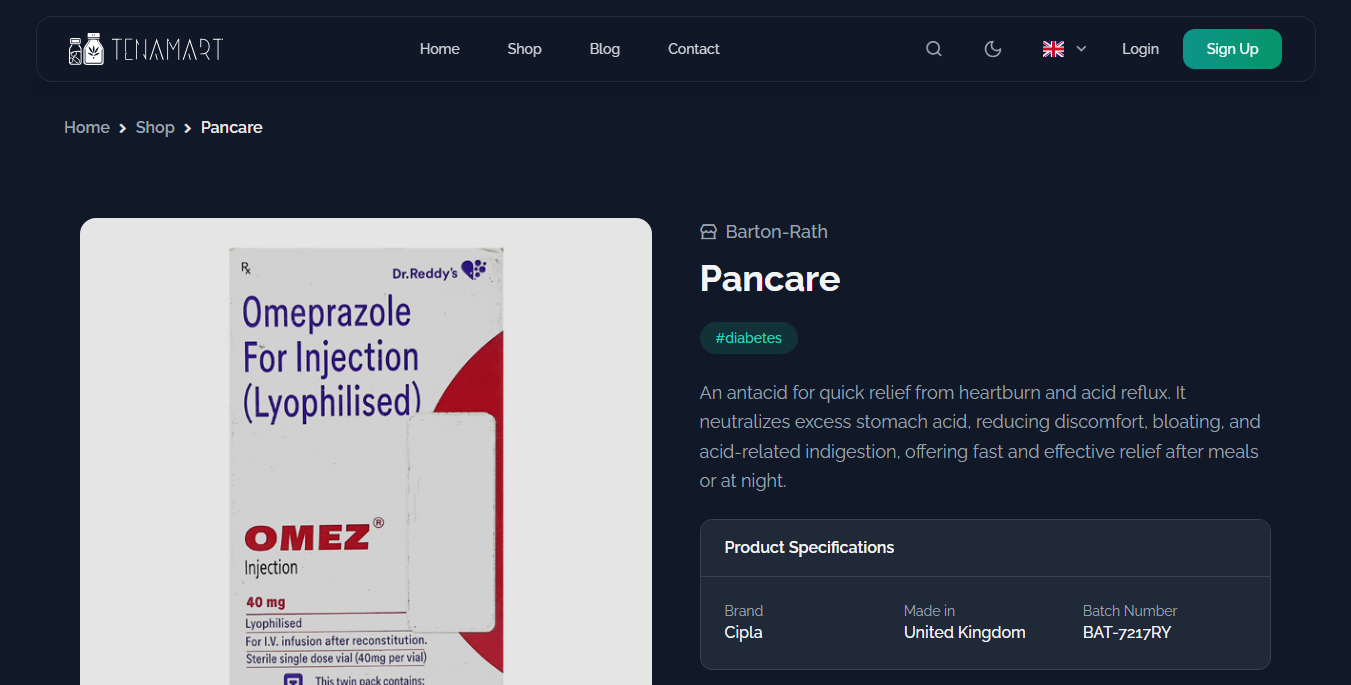 TENAMART
Home Shop Blog Contact
Login Sign Up
Home Shop Pancare
Rx
Dr.Reddy's
Omeprazole
For Injection
(Lyophilised)
OMEZ®
Injection
40 mg
Lyophilised
For I.V. infusion after reconstitution.
Sterile single dose vial (40mg per vial)
This twin pack contains:
Barton-Rath
Pancare
#diabetes
An antacid for quick relief from heartburn and acid reflux. It
neutralizes excess stomach acid, reducing discomfort, bloating, and
acid-related indigestion, offering fast and effective relief after meals
or at night.
Product Specifications
Brand Made in Batch Number
Cipla United Kingdom BAT-7217RY